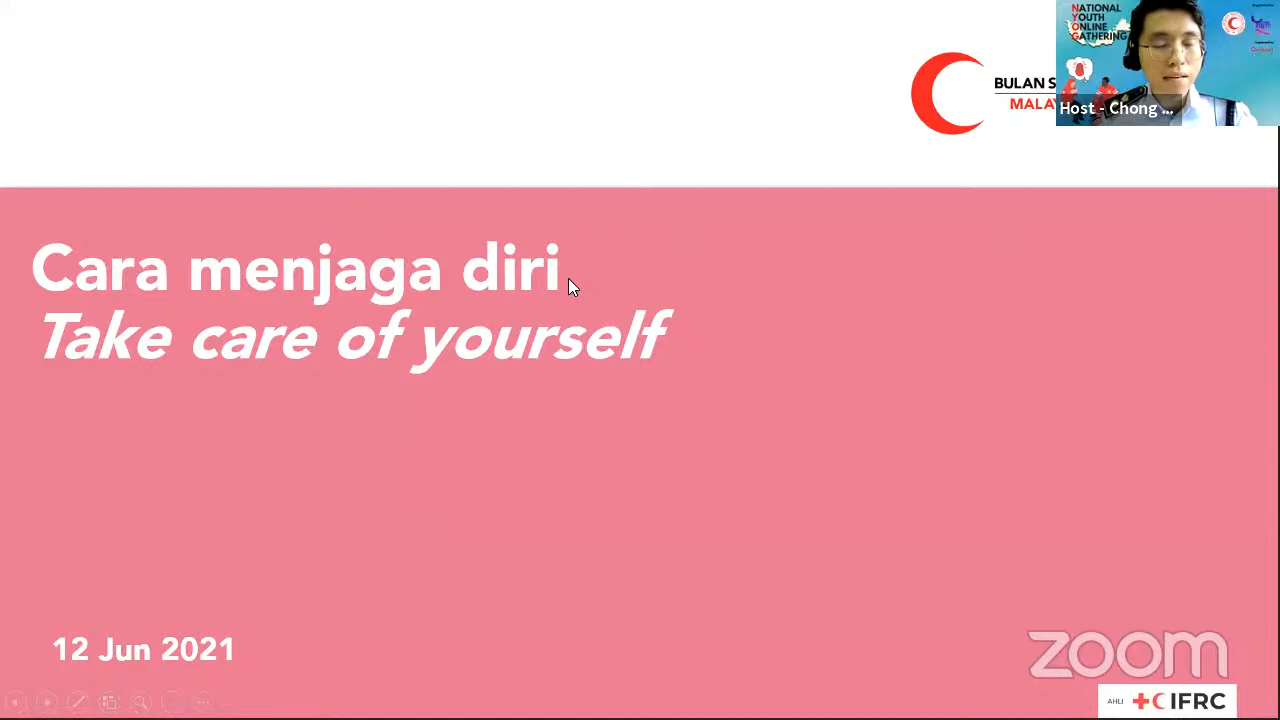 NATIONAL
YOUTH
ONLINE
GATHERING
BULAN S
MALAY
Host - Chong ...
Cara menjaga diri
Take care of yourself
12 Jun 2021
zoom
AHLI IFRC